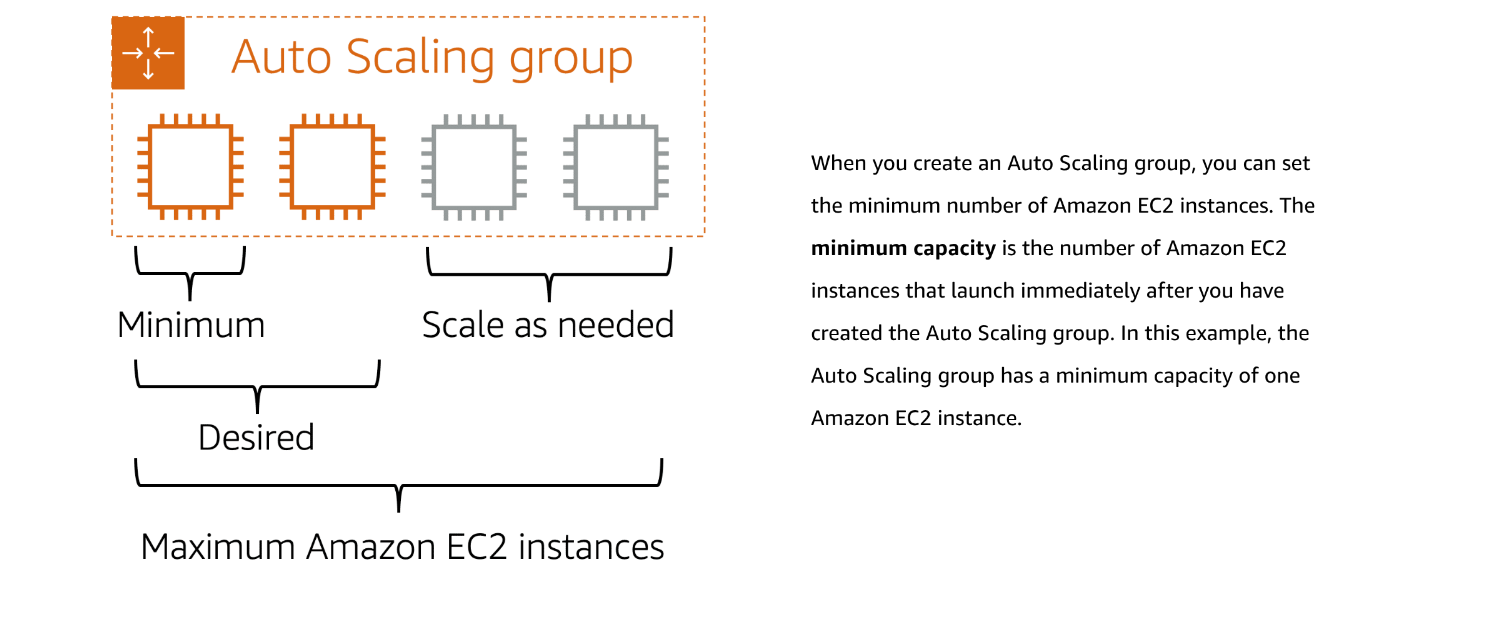 Auto Scaling group
Minimum
Scale as needed
Desired
Maximum Amazon EC2 instances
When you create an Auto Scaling group, you can set
the minimum number of Amazon EC2 instances. The
minimum capacity is the number of Amazon EC2
instances that launch immediately after you have
created the Auto Scaling group. In this example, the
Auto Scaling group has a minimum capacity of one
Amazon EC2 instance.